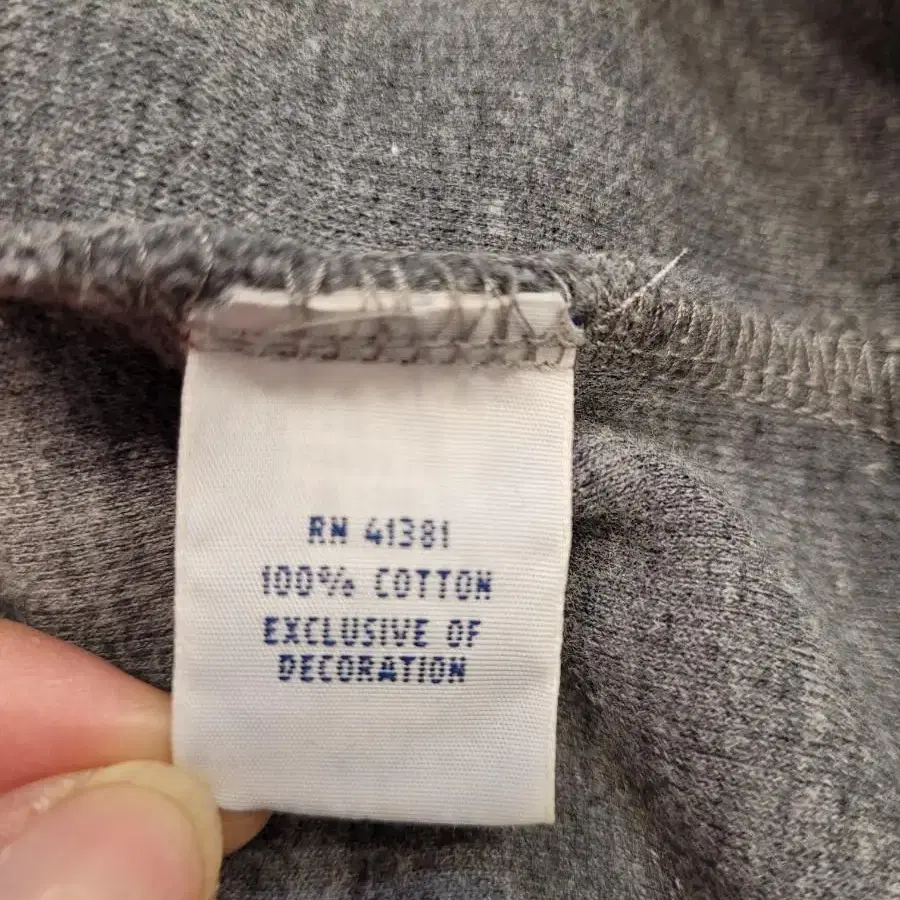 RN 41381
100% COTTON
EXCLUSIVE OF
DECORATION